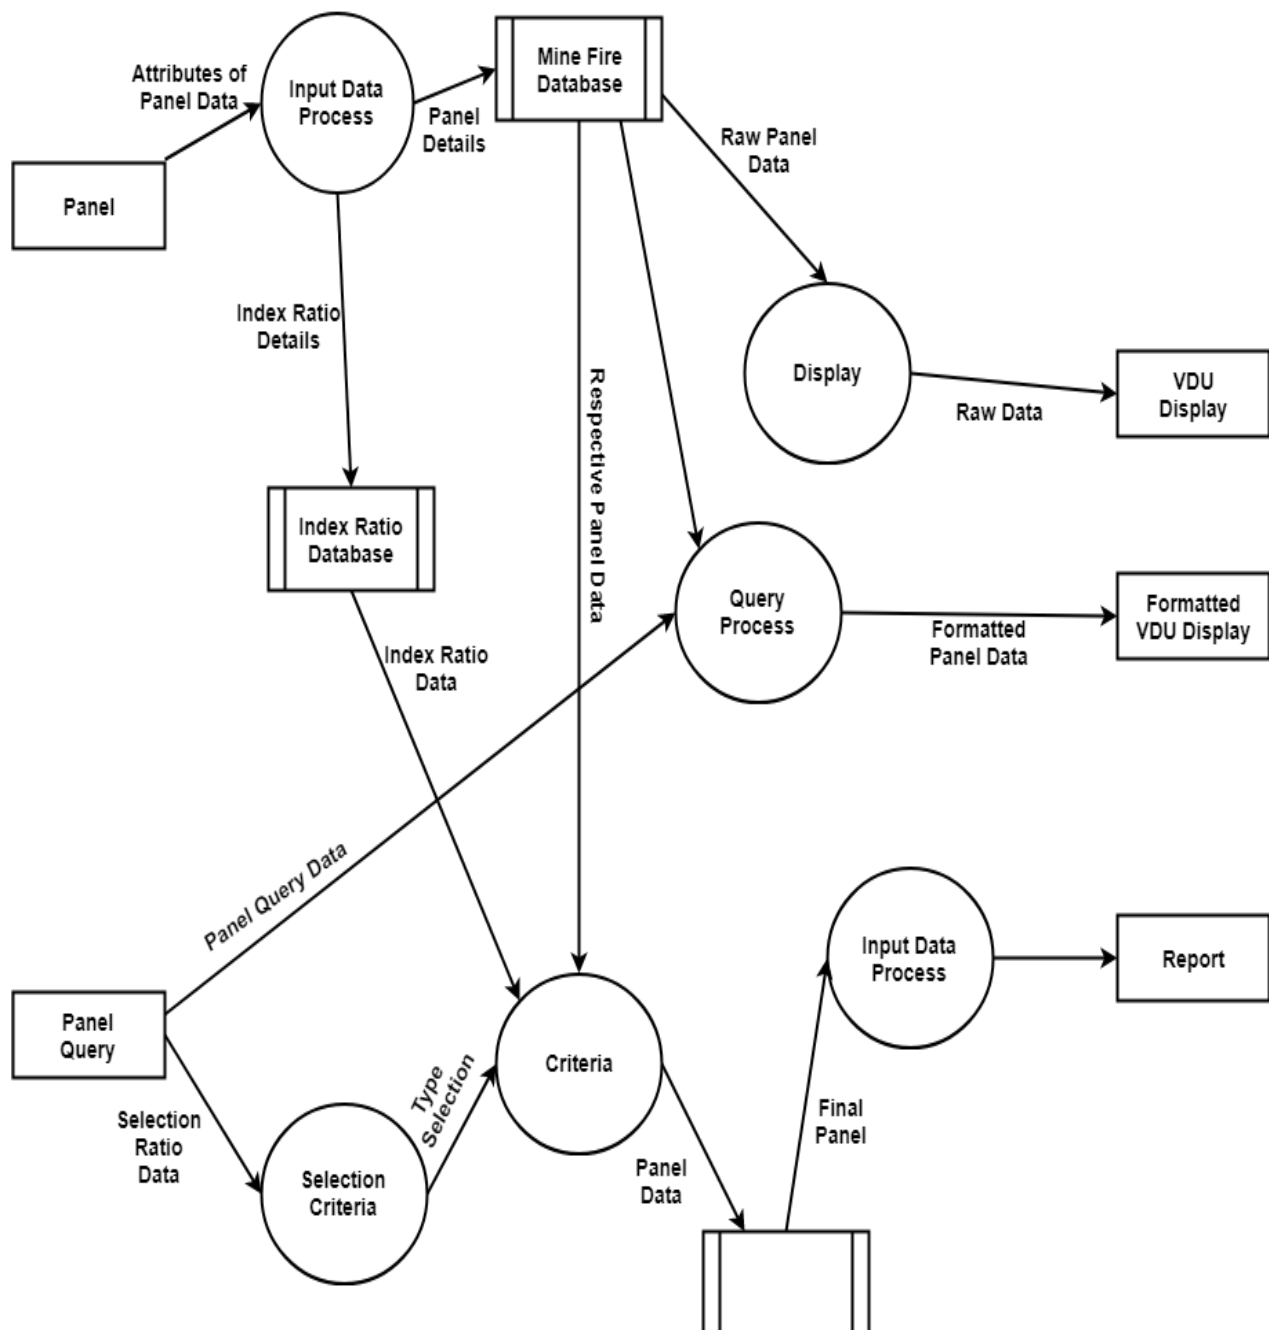 Mine Fire
Database
Attributes of
Panel Data
Input Data
Process
Panel
Details
Raw Panel
Data
Panel
Index Ratio
Details
Display
VDU
Display
Raw Data
Respective Panel Data
Index Ratio
Database
Query
Process
Formatted
VDU Display
Formatted
Panel Data
Index Ratio
Data
Panel Query Data
Input Data
Process
Report
Panel
Query
Criteria
Type
Selection
Selection
Ratio
Data
Final
Panel
Selection
Criteria
Panel
Data